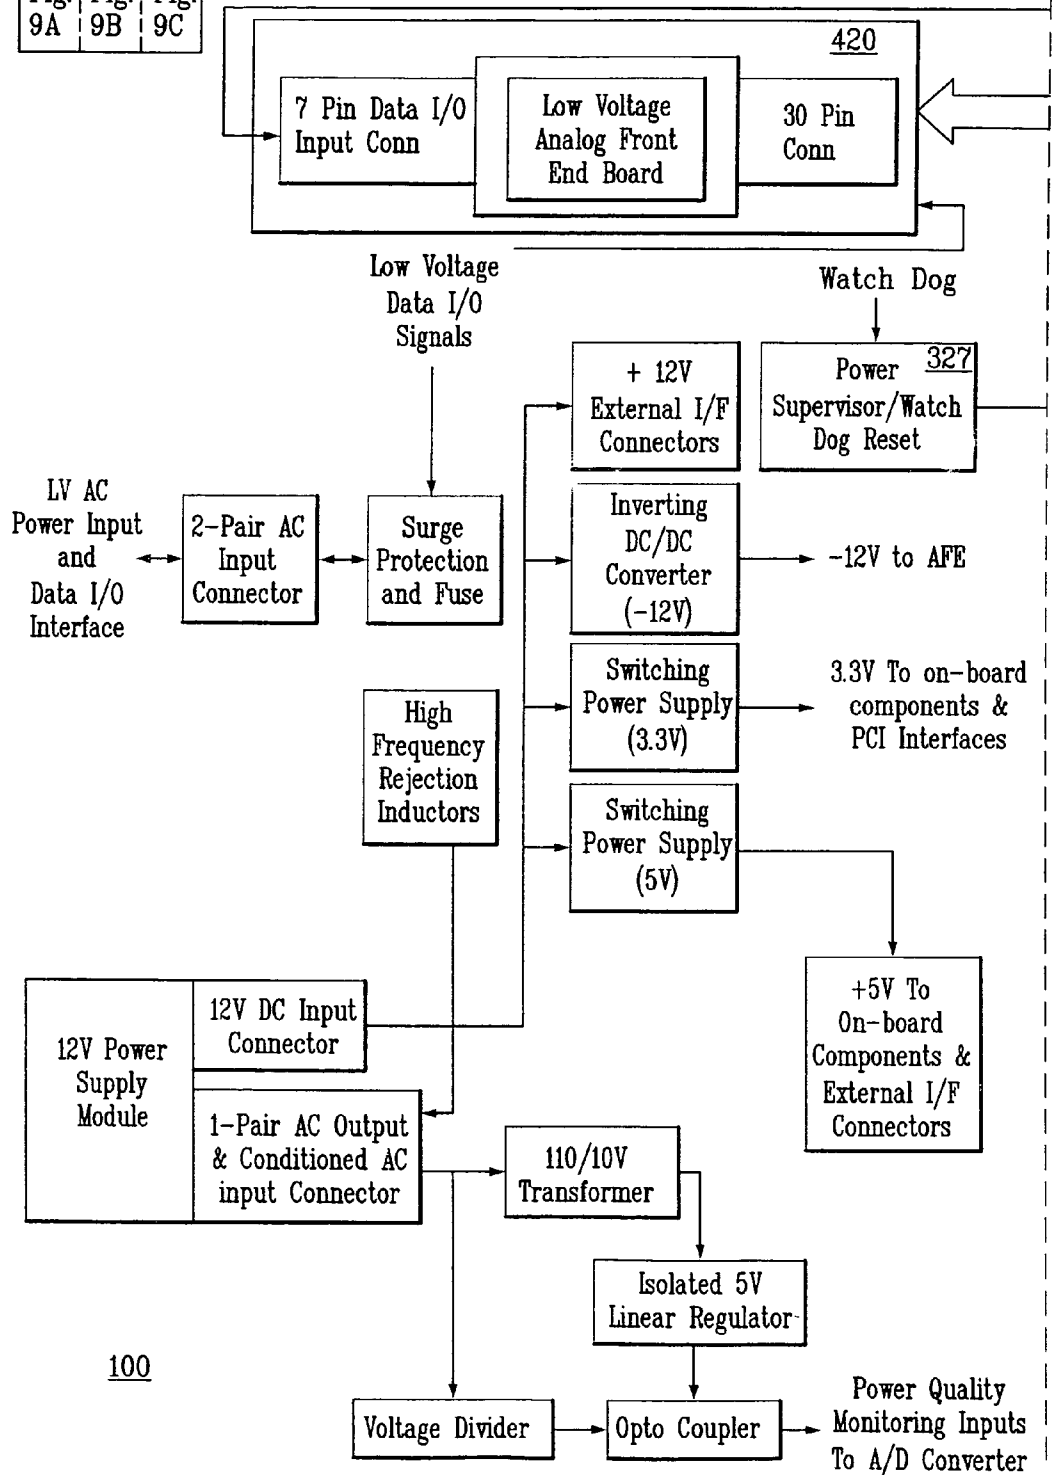 Fig. Fig. Fig.
9A 9B 9C
420
7 Pin Data I/O
Input Conn
Low Voltage
Analog Front
End Board
30 Pin
Conn
Low Voltage
Data I/O
Signals
Watch Dog
327
Power
Supervisor/Watch
Dog Reset
+ 12V
External I/F
Connectors
LV AC
Power Input
and
Data I/O
Interface
2-Pair AC
Input
Connector
Surge
Protection
and Fuse
Inverting
DC/DC
Converter
(-12V)
-12V to AFE
Switching
Power Supply
(3.3V)
3.3V To on-board
components &
PCI Interfaces
High
Frequency
Rejection
Inductors
Switching
Power Supply
(5V)
+5V To
On-board
Components &
External I/F
Connectors
12V Power
Supply
Module
12V DC Input
Connector
1-Pair AC Output
& Conditioned AC
input Connector
110/10V
Transformer
Isolated 5V
Linear Regulator
100
Voltage Divider
Opto Coupler
Power Quality
Monitoring Inputs
To A/D Converter